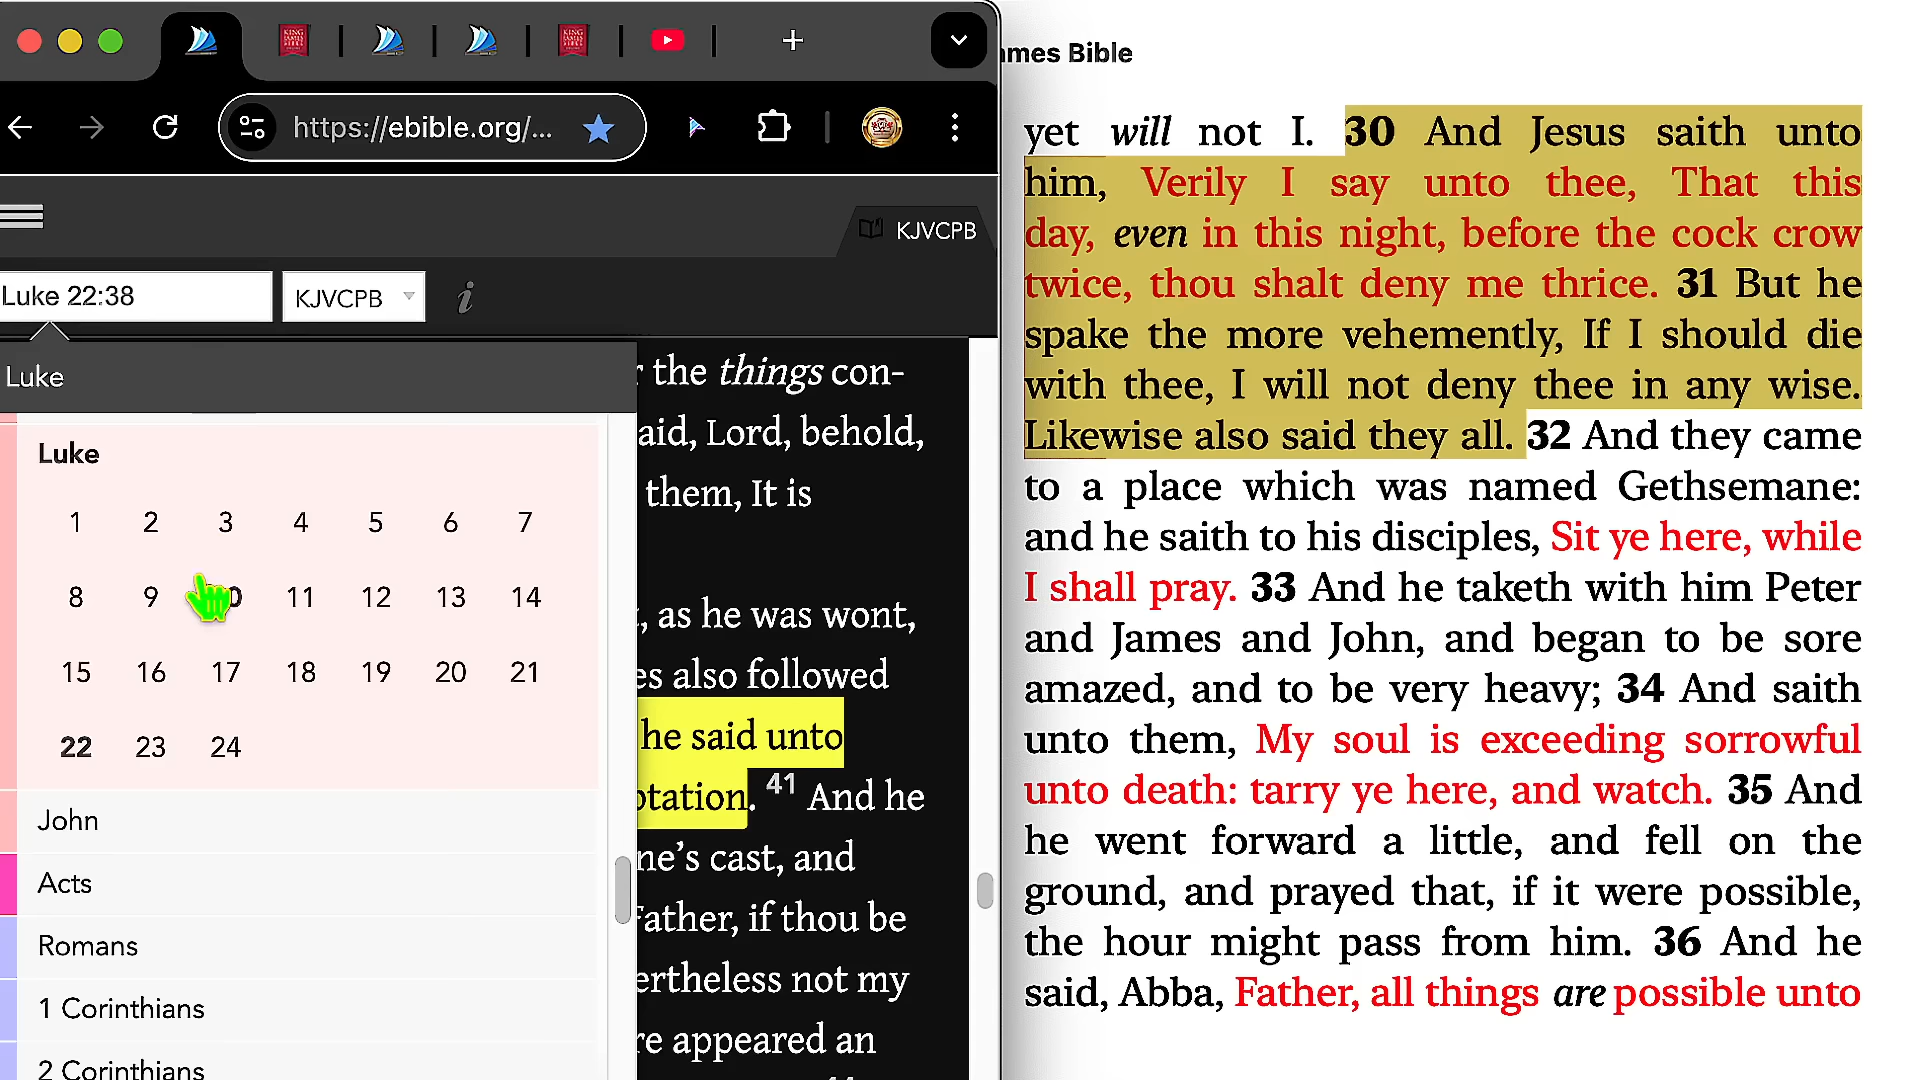 https://ebible.org/...
KJVCPB
Luke 22:38
KJVCPB
i
Luke
Luke
1 2 3 4 5 6 7
8 9 11 12 13 14
15 16 17 18 19 20 21
22 23 24
John
Acts
Romans
1 Corinthians
2 Corinthians
the things con-
said, Lord, behold,
them, It is
, as he was wont,
also followed
he said unto
. 41 And he
cast, and
Father, if thou be
not my
appeared an
KING JAMES BIBLE
KING JAMES BIBLE
James Bible
yet will not I. 30 And Jesus saith unto
him, Verily I say unto thee, That this
day, even in this night, before the cock crow
twice, thou shalt deny me thrice. 31 But he
spake the more vehemently, If I should die
with thee, I will not deny thee in any wise.
Likewise also said they all. 32 And they came
to a place which was named Gethsemane:
and he saith to his disciples, Sit ye here, while
I shall pray. 33 And he taketh with him Peter
and James and John, and began to be sore
amazed, and to be very heavy; 34 And saith
unto them, My soul is exceeding sorrowful
unto death: tarry ye here, and watch. 35 And
he went forward a little, and fell on the
ground, and prayed that, if it were possible,
the hour might pass from him. 36 And he
said, Abba, Father, all things are possible unto